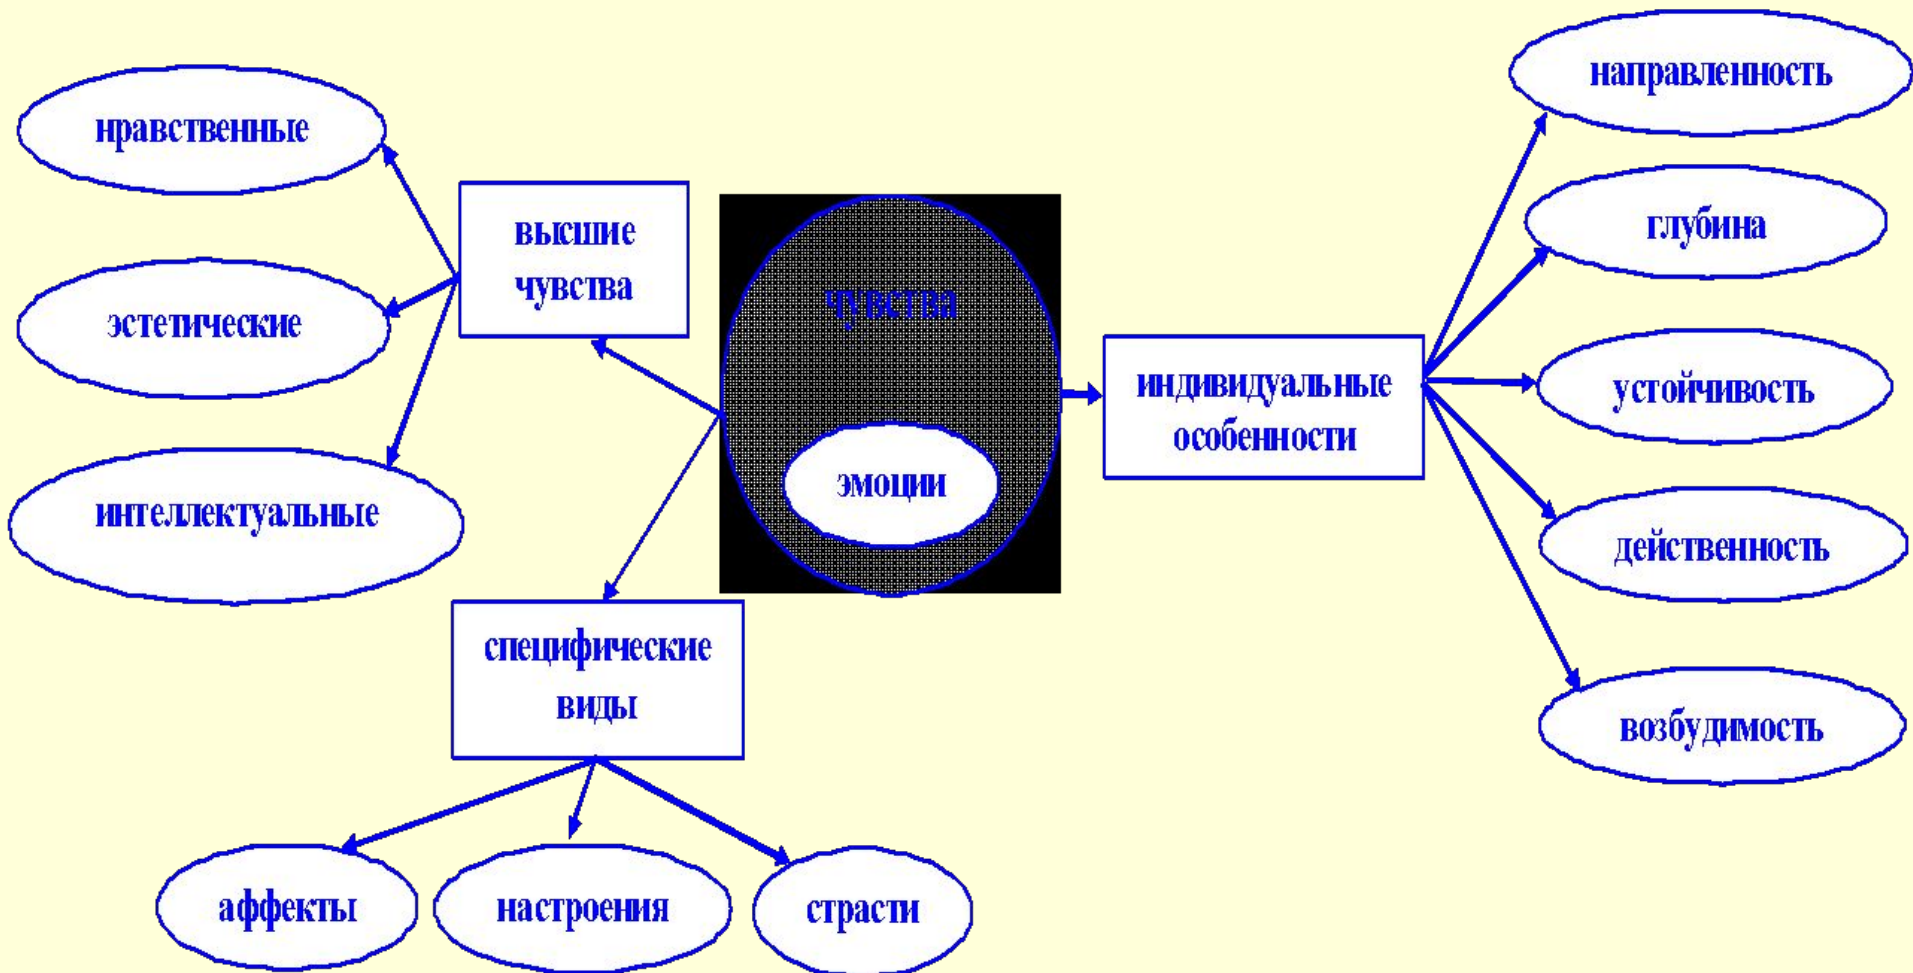 нравственные
эстетические
интеллектуальные
высшие
чувства
чувства
эмоции
специфические
виды
аффекты
настроения
страсти
индивидуальные
особенности
направленность
глубина
устойчивость
действенность
возбудимость